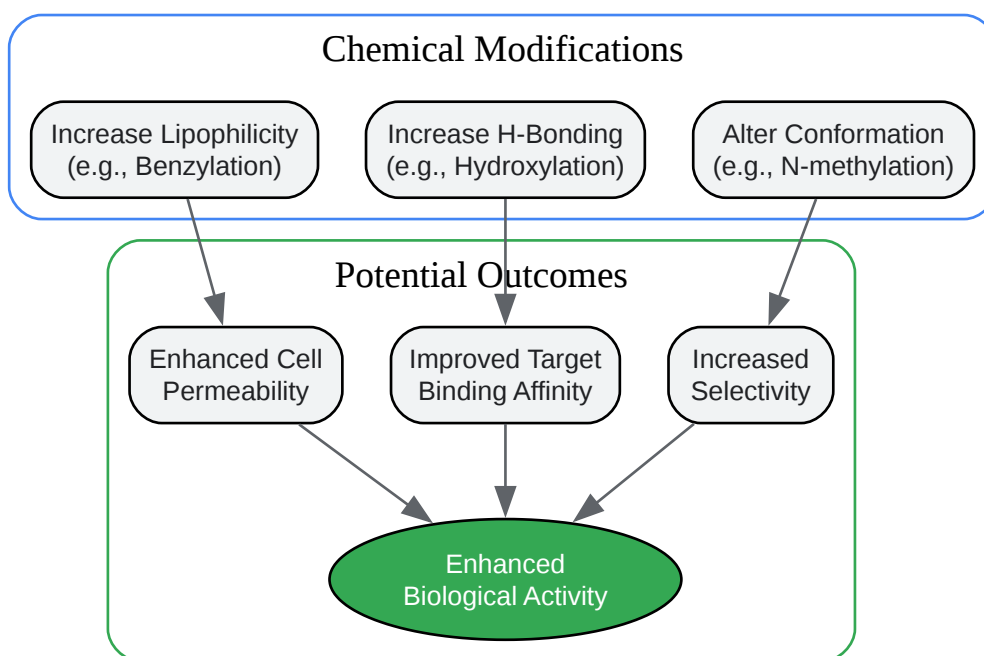 Chemical Modifications
Increase Lipophilicity
(e.g., Benzylation)
Increase H-Bonding
(e.g., Hydroxylation)
Alter Conformation
(e.g., N-methylation)
Potential Outcomes
Enhanced Cell
Permeability
Improved Target
Binding Affinity
Increased
Selectivity
Enhanced
Biological Activity